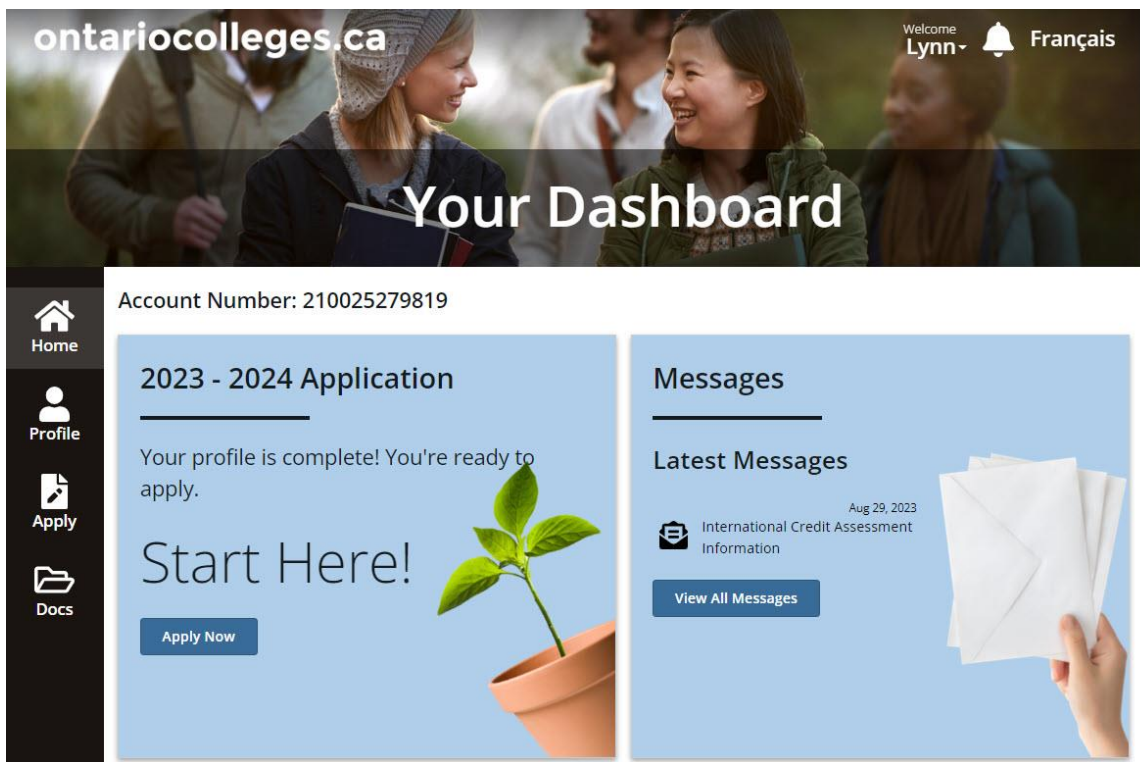 ontariocolleges.ca
Welcome
Lynn
Français
Your Dashboard
Account Number: 210025279819
Home
Profile
Apply
Docs
2023 - 2024 Application
Your profile is complete! You're ready to
apply.
Start Here!
Apply Now
Messages
Latest Messages
Aug 29, 2023
International Credit Assessment
Information
View All Messages